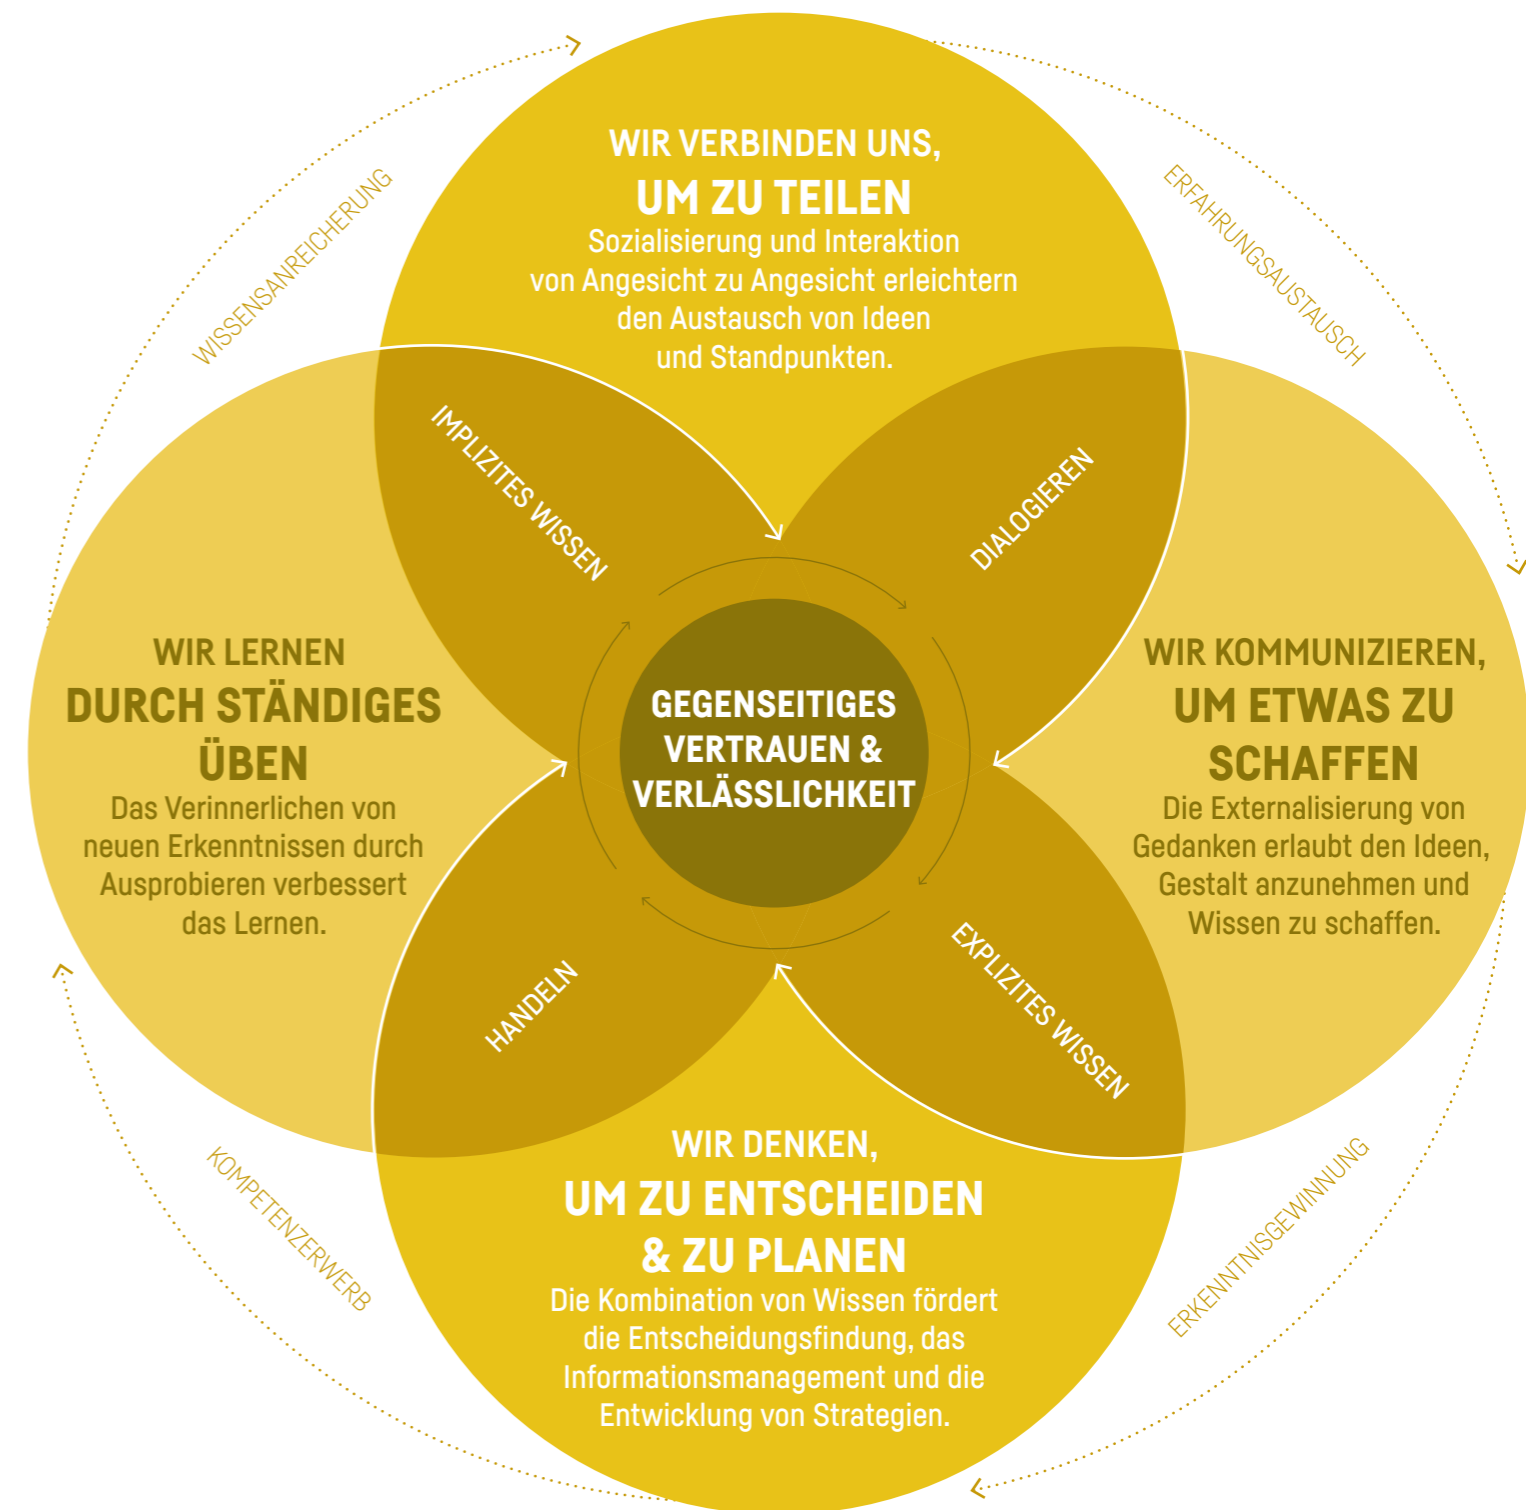 WISSENSANREICHERUNG
ERFAHRUNGSAUSTAUSCH
WIR VERBINDEN UNS,
UM ZU TEILEN
Sozialisierung und Interaktion
von Angesicht zu Angesicht erleichtern
den Austausch von Ideen
und Standpunkten.
IMPLIZITES WISSEN
DIALOGIEREN
WIR LERNEN
DURCH STÄNDIGES
ÜBEN
Das Verinnerlichen von
neuen Erkenntnissen durch
Ausprobieren verbessert
das Lernen.
GEGENSEITIGES
VERTRAUEN &
VERLÄSSLICHKEIT
WIR KOMMUNIZIEREN,
UM ETWAS ZU
SCHAFFEN
Die Externalisierung von
Gedanken erlaubt den Ideen,
Gestalt anzunehmen und
Wissen zu schaffen.
HANDELN
EXPLIZITES WISSEN
WIR DENKEN,
UM ZU ENTSCHEIDEN
& ZU PLANEN
Die Kombination von Wissen fördert
die Entscheidungsfindung, das
Informationsmanagement und die
Entwicklung von Strategien.
KOMPETENZERWERB
ERKENNTNISGEWINNUNG